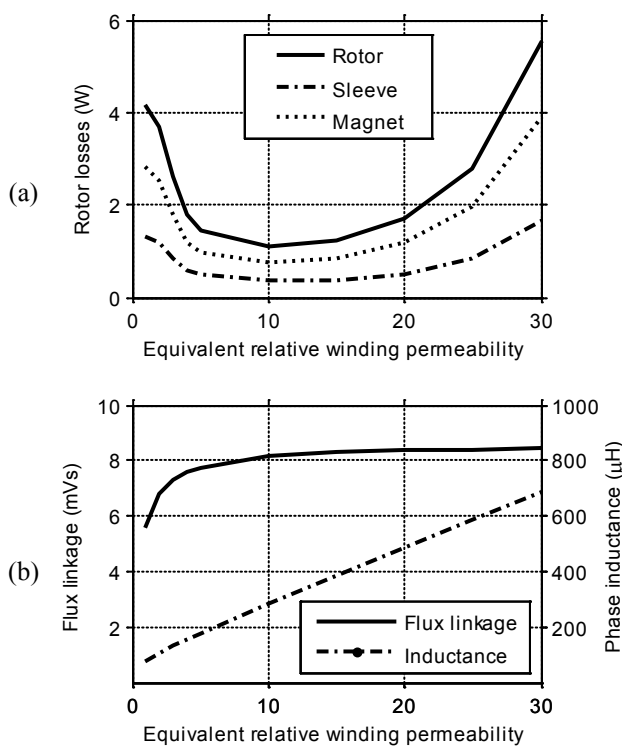 6
4
2
0
Rotor losses (W)
Rotor
Sleeve
Magnet
(a)
0 10 20 30
Equivalent relative winding permeability
10
8
6
4
2
Flux linkage (mVs)
1000
800
600
400
200
Phase inductance (µH)
Flux linkage
Inductance
(b)
0 10 20 30
Equivalent relative winding permeability